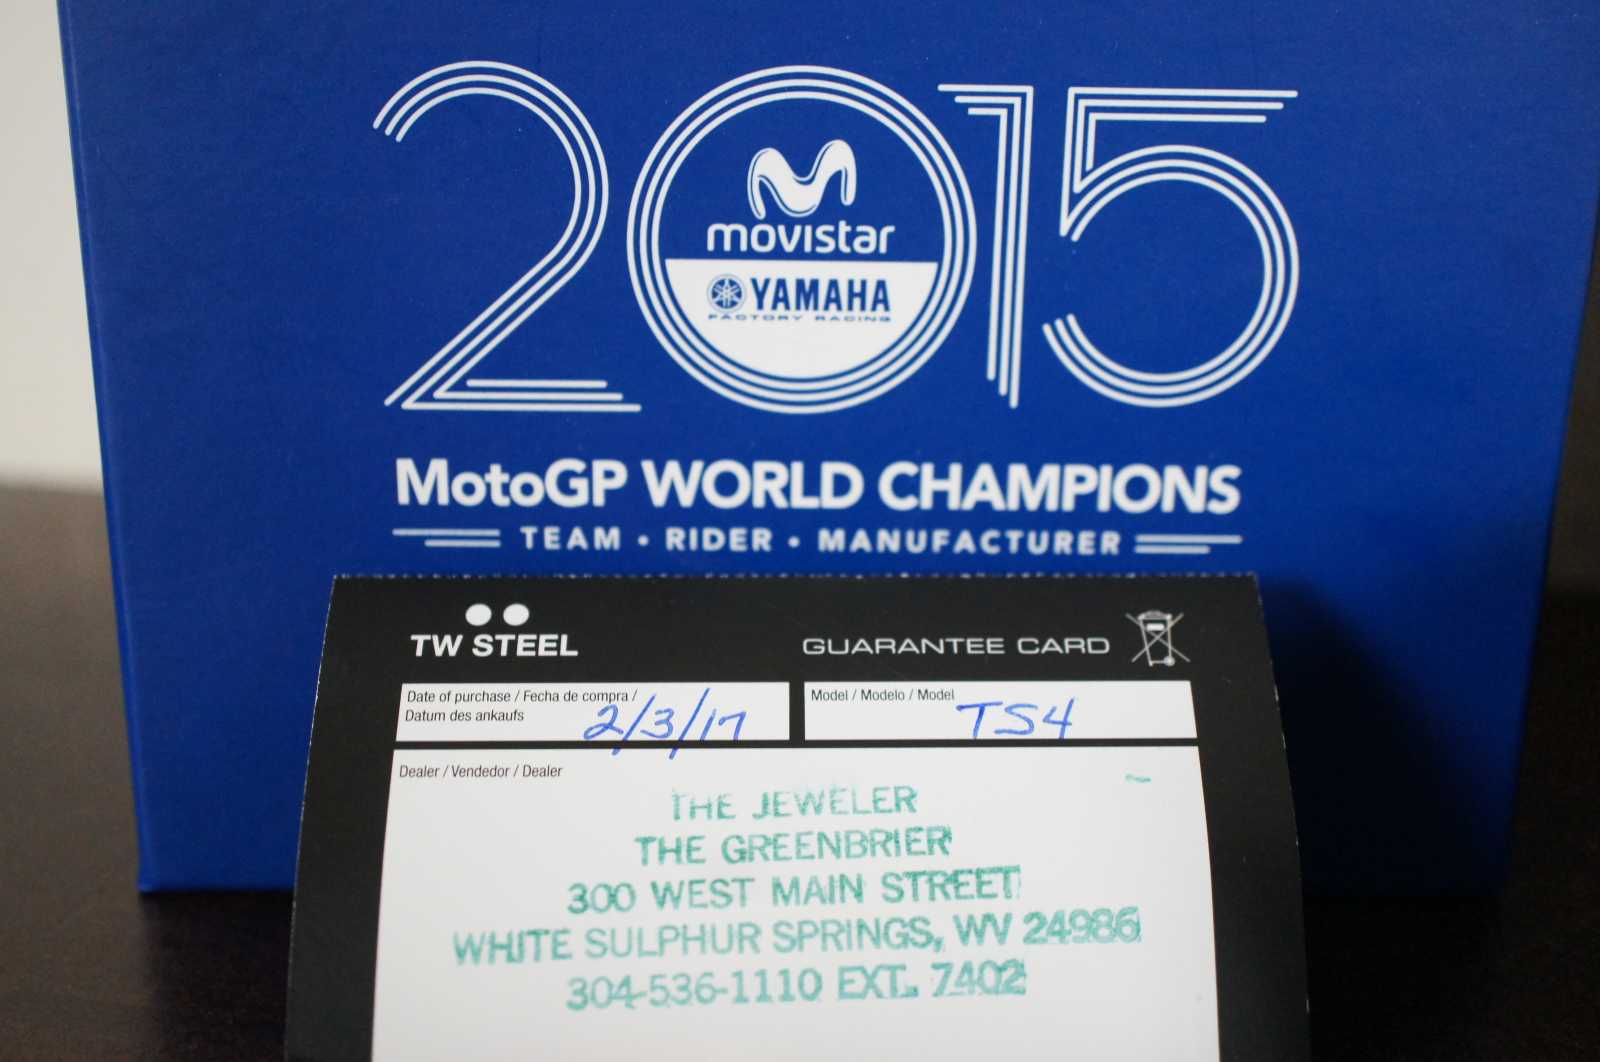 2015
movistar
YAMAHA
FACTORY RACING
MotoGP WORLD CHAMPIONS
TEAM • RIDER • MANUFACTURER
TW STEEL
GUARANTEE CARD
Date of purchase / Fecha de compra /
Datum des ankaufs
2/3/17
Model / Modelo / Model
TS4
Dealer / Vendedor / Dealer
THE JEWELER
THE GREENBRIER
300 WEST MAIN STREET
WHITE SULPHUR SPRINGS, WV 24986
304-536-1110 EXT. 7402